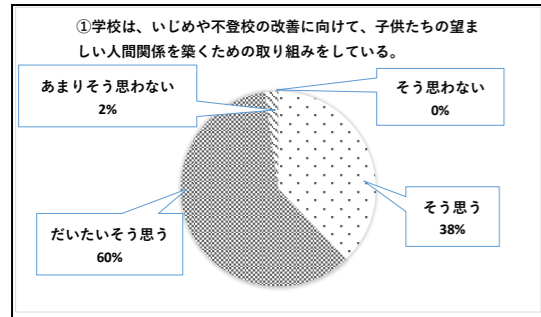 ①学校は、いじめや不登校の改善に向けて、子供たちの望ま
しい人間関係を築くための取り組みをしている。
あまりそう思わない
2%
そう思わない
0%
だいたいそう思う
60%
そう思う
38%